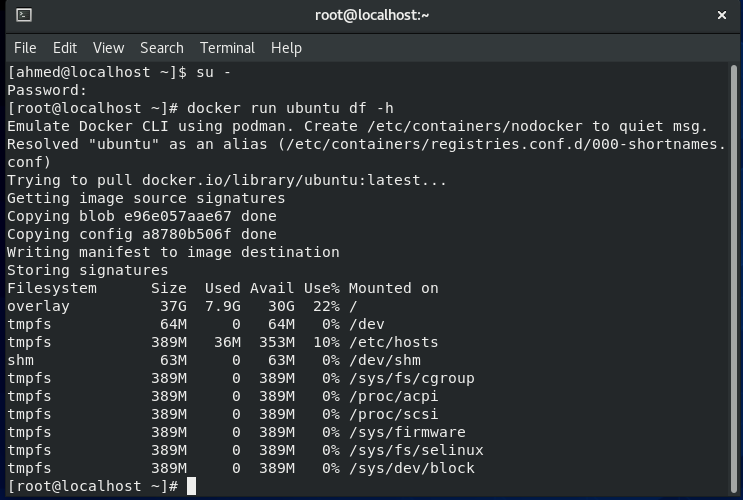 root@localhost:~
File Edit View Search Terminal Help
[ahmed@localhost ~]$ su -
Password:
[root@localhost ~]# docker run ubuntu df -h
Emulate Docker CLI using podman. Create /etc/containers/nodocker to quiet msg.
Resolved "ubuntu" as an alias (/etc/containers/registries.conf.d/000-shortnames.
conf)
Trying to pull docker.io/library/ubuntu:latest...
Getting image source signatures
Copying blob e96e057aae67 done
Copying config a8780b506f done
Writing manifest to image destination
Storing signatures
Filesystem      Size  Used Avail Use% Mounted on
overlay          37G  7.9G   30G  22% /
tmpfs            64M     0   64M   0% /dev
tmpfs           389M   36M  353M  10% /etc/hosts
shm              63M     0   63M   0% /dev/shm
tmpfs           389M     0  389M   0% /sys/fs/cgroup
tmpfs           389M     0  389M   0% /proc/acpi
tmpfs           389M     0  389M   0% /proc/scsi
tmpfs           389M     0  389M   0% /sys/firmware
tmpfs           389M     0  389M   0% /sys/fs/selinux
tmpfs           389M     0  389M   0% /sys/dev/block
[root@localhost ~]#